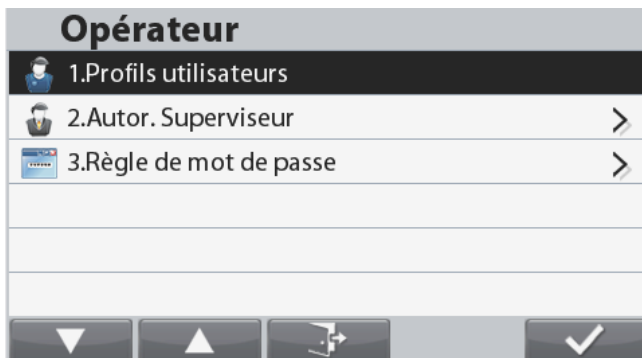 Opérateur
1.Profils utilisateurs
2.Autor. Superviseur
3.Règle de mot de passe